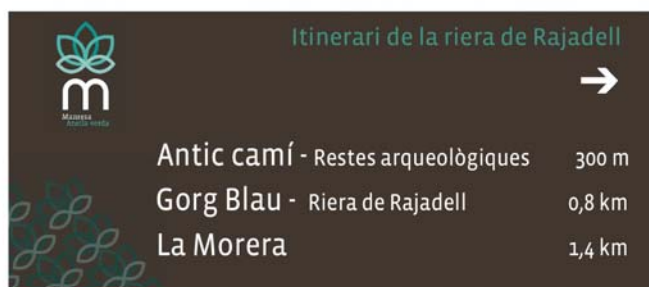 Itinerari de la riera de Rajadell
m
Manresa
Anella verda
Antic camí - Restes arqueològiques 300 m
Gorg Blau - Riera de Rajadell 0,8 km
La Morera 1,4 km